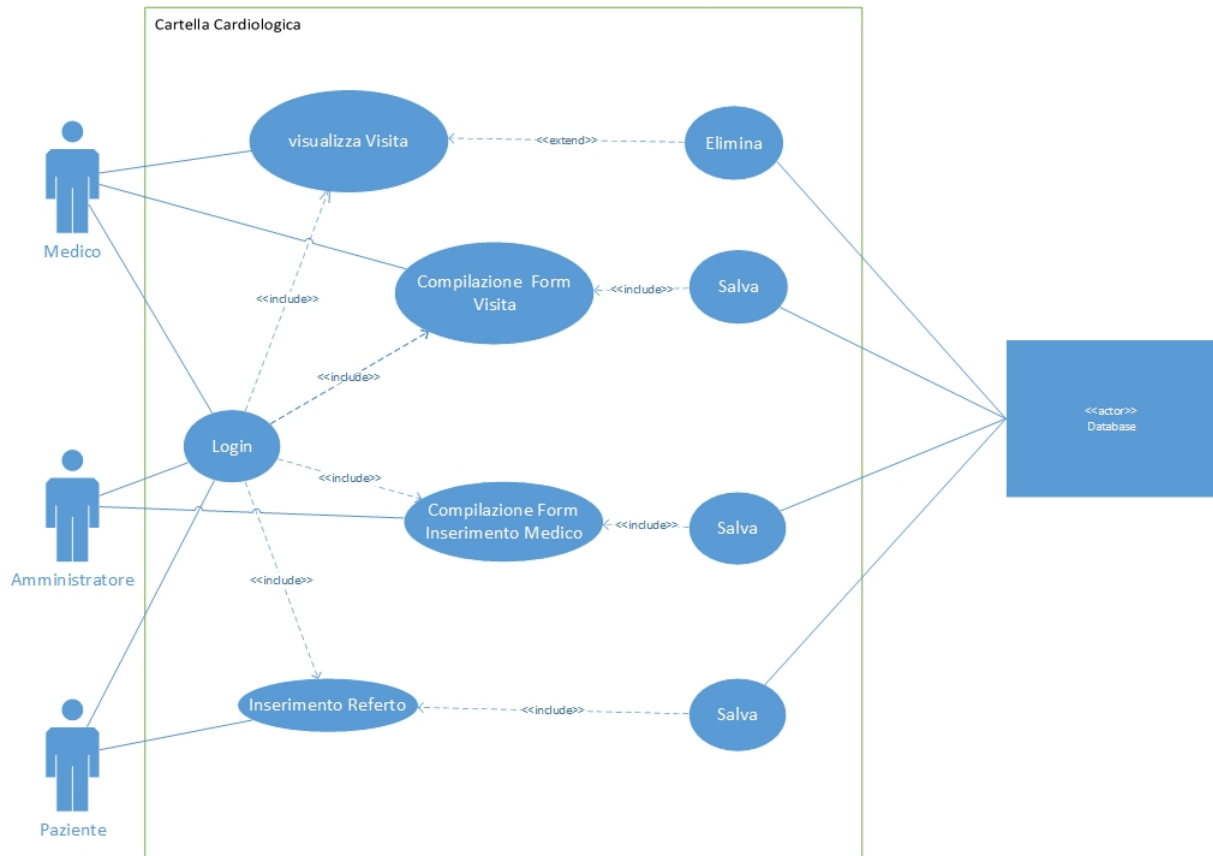 Cartella Cardiologica
visualizza Visita
<<extend>>
Elimina
Medico
Compilazione Form
Visita
<<include>>
Salva
<<include>>
<<include>>
<<actor>>
Database
Login
<<include>>
Compilazione Form
Inserimento Medico
<<include>>
Salva
Amministratore
<<include>>
Inserimento Referto
<<include>>
Salva
Paziente